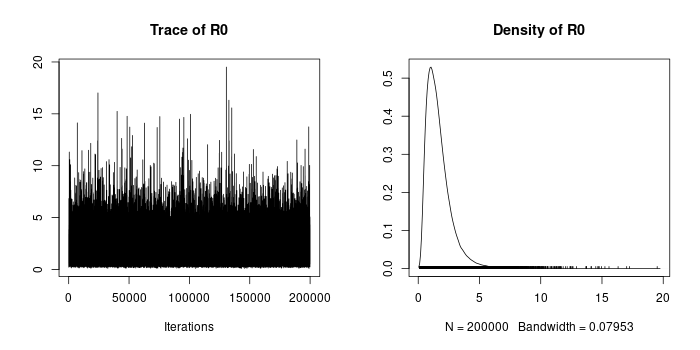 Trace of R0
20
15
10
5
0
0 50000 100000 150000 200000
Iterations
Density of R0
0.5
0.4
0.3
0.2
0.1
0.0
0 5 10 15 20
N = 200000 Bandwidth = 0.07953